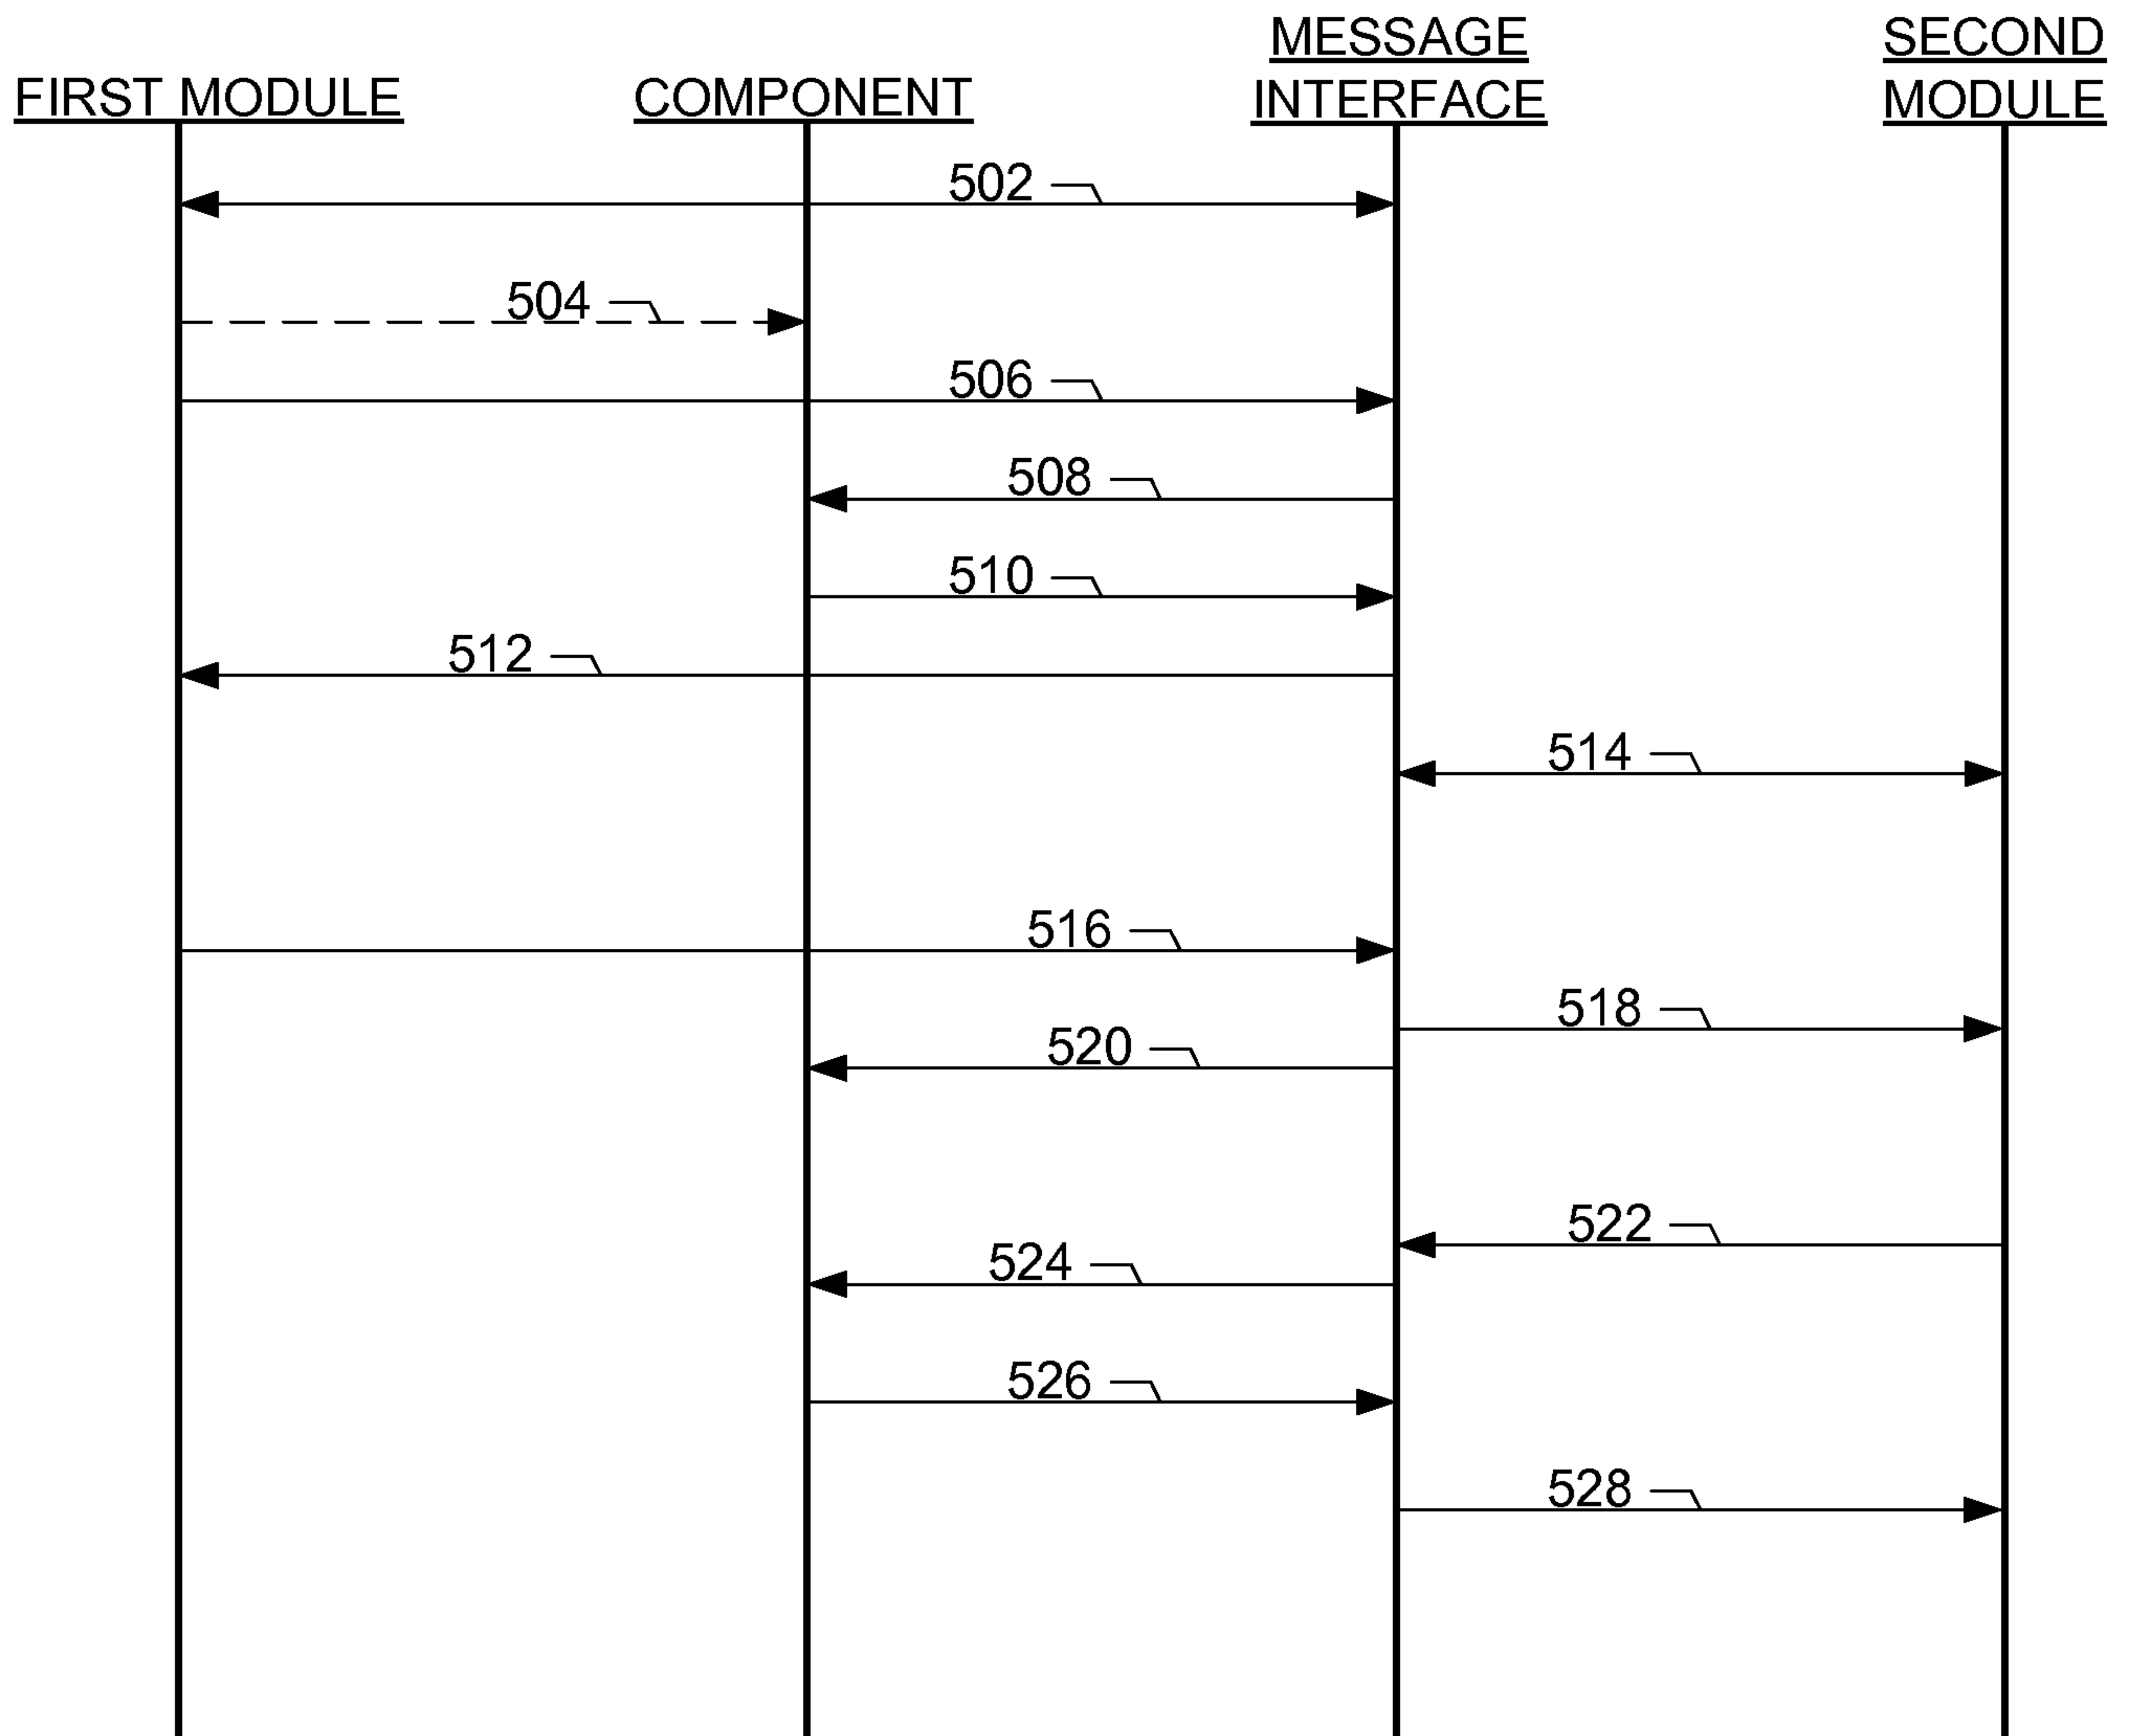 FIRST MODULE
COMPONENT
MESSAGE
INTERFACE
SECOND
MODULE
502
504
506
508
510
512
514
516
518
520
522
524
526
528